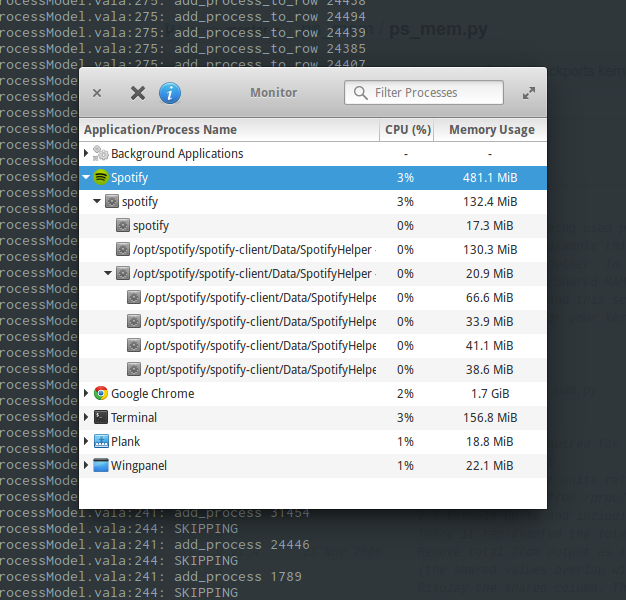 rocessModel.vala:275: add_process_to_row 24438
rocessModel.vala:275: add_process_to_row 24494
rocessModel.vala:275: add_process_to_row 24439
/ ps_mem.py
rocessModel.vala:275: add_process_to_row 24385
rocessModel.vala:275: add_process_to_row 24407
Monitor
Filter Processes
Application/Process Name CPU (%) Memory Usage
Background Applications - -
Spotify 3% 481.1 MiB
spotify 3% 132.4 MiB
spotify 0% 17.3 MiB
/opt/spotify/spotify-client/Data/SpotifyHelper 0% 130.3 MiB
/opt/spotify/spotify-client/Data/SpotifyHelper 0% 20.9 MiB
/opt/spotify/spotify-client/Data/SpotifyHelpe 0% 66.6 MiB
/opt/spotify/spotify-client/Data/SpotifyHelpe 0% 33.9 MiB
/opt/spotify/spotify-client/Data/SpotifyHelpe 0% 41.1 MiB
/opt/spotify/spotify-client/Data/SpotifyHelpe 0% 38.6 MiB
Google Chrome 2% 1.7 GiB
Terminal 3% 156.8 MiB
Plank 1% 18.8 MiB
Wingpanel 1% 22.1 MiB
rocessModel.vala:241: add_process 31454
rocessModel.vala:244: SKIPPING
rocessModel.vala:241: add_process 24446
rocessModel.vala:244: SKIPPING
rocessModel.vala:241: add_process 1789
rocessModel.vala:244: SKIPPING